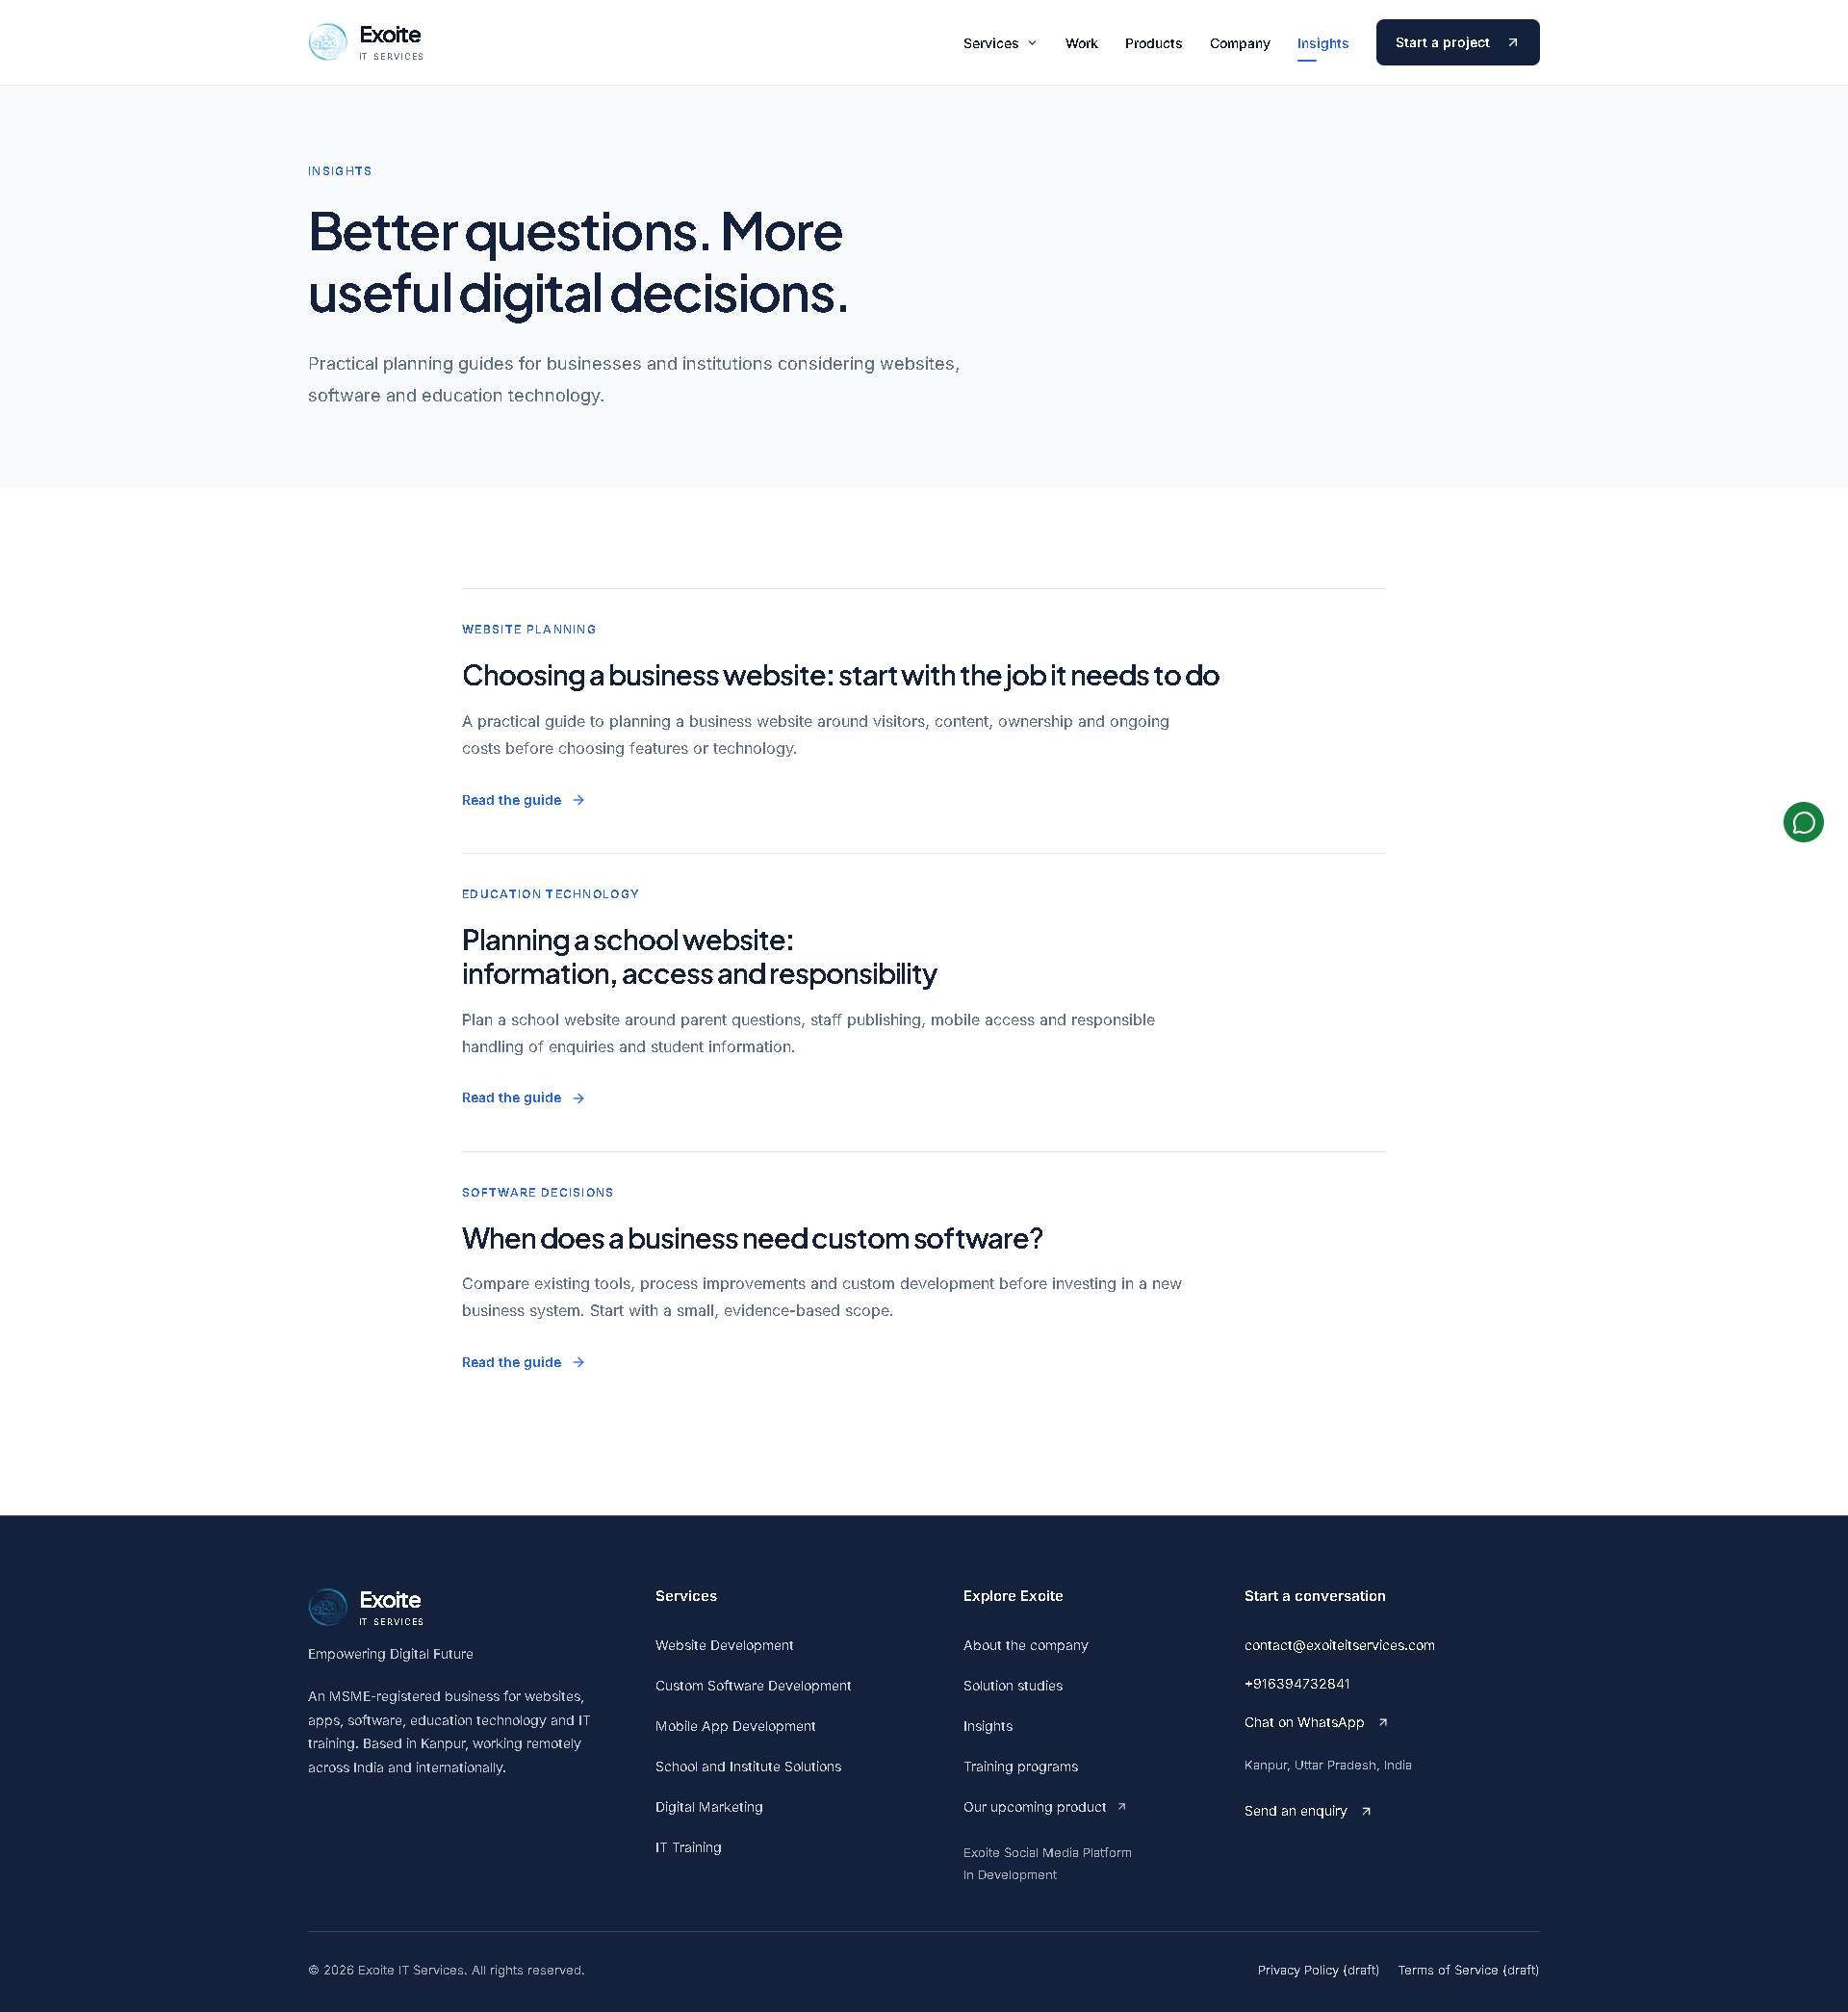 Exoite
IT SERVICES
Services
Work
Products
Company
Insights
Start a project
INSIGHTS
Better questions. More
useful digital decisions.
Practical planning guides for businesses and institutions considering websites,
software and education technology.
WEBSITE PLANNING
Choosing a business website: start with the job it needs to do
A practical guide to planning a business website around visitors, content, ownership and ongoing
costs before choosing features or technology.
Read the guide
EDUCATION TECHNOLOGY
Planning a school website:
information, access and responsibility
Plan a school website around parent questions, staff publishing, mobile access and responsible
handling of enquiries and student information.
Read the guide
SOFTWARE DECISIONS
When does a business need custom software?
Compare existing tools, process improvements and custom development before investing in a new
business system. Start with a small, evidence-based scope.
Read the guide
Exoite
IT SERVICES
Empowering Digital Future
An MSME-registered business for websites,
apps, software, education technology and IT
training. Based in Kanpur, working remotely
across India and internationally.
Services
Website Development
Custom Software Development
Mobile App Development
School and Institute Solutions
Digital Marketing
IT Training
Explore Exoite
About the company
Solution studies
Insights
Training programs
Our upcoming product
Exoite Social Media Platform
In Development
Start a conversation
contact@exoiteitservices.com
+916394732841
Chat on WhatsApp
Kanpur, Uttar Pradesh, India
Send an enquiry
© 2026 Exoite IT Services. All rights reserved.
Privacy Policy (draft)
Terms of Service (draft)